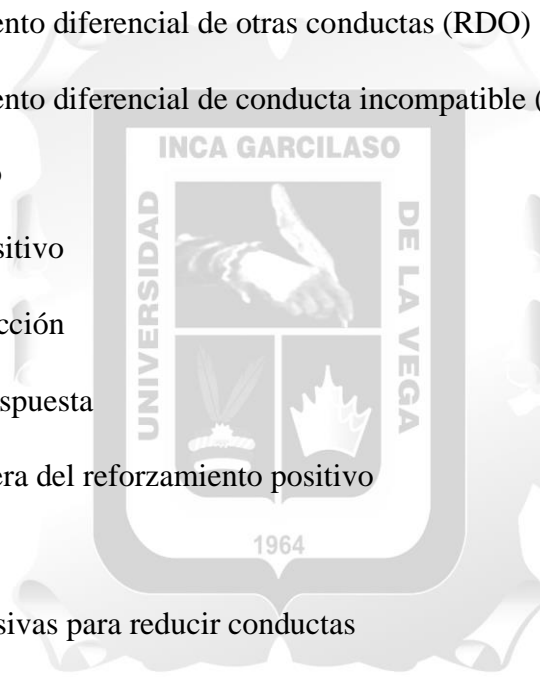 ento diferencial de otras conductas (RDO)
ento diferencial de conducta incompatible (
INCA GARCILASO
UNIVERSIDAD
DE LA VEGA
o
sitivo
cción
spuesta
era del reforzamiento positivo
1964
sivas para reducir conductas